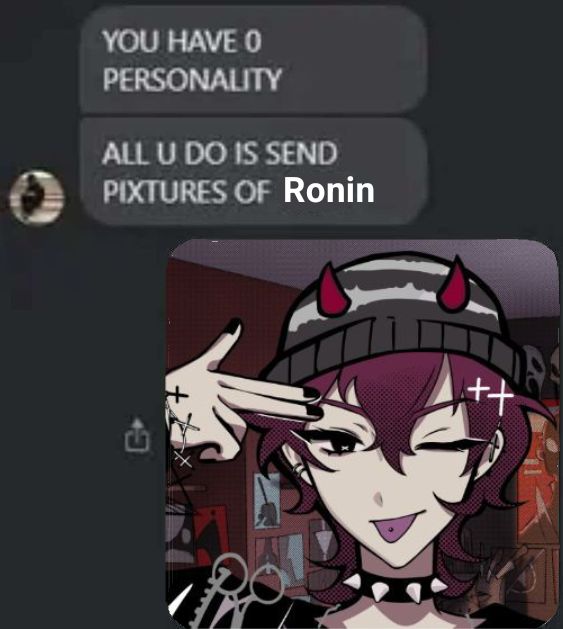 YOU HAVE 0
PERSONALITY
ALL U DO IS SEND
PIXTURES OF Ronin